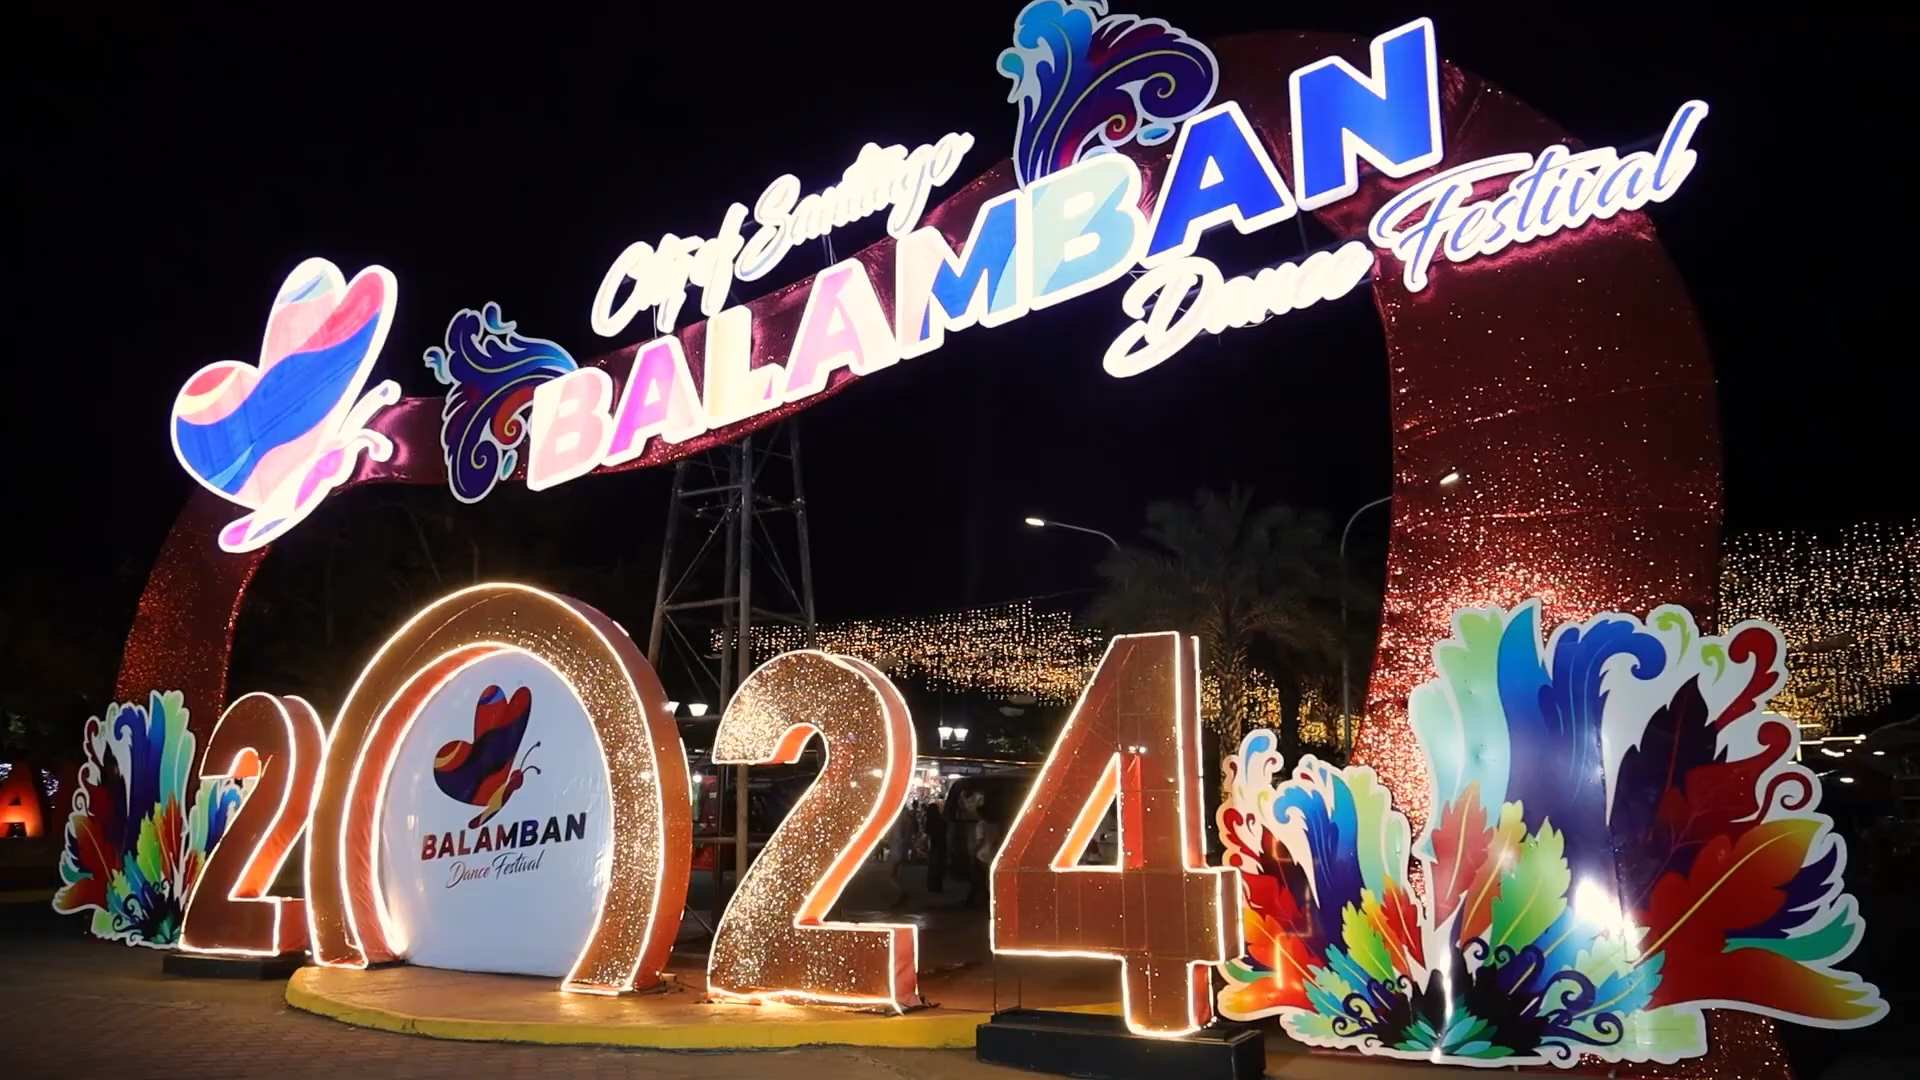 City of Santiago
BALAMBAN
Dance Festival
2024
BALAMBAN
Dance Festival
A